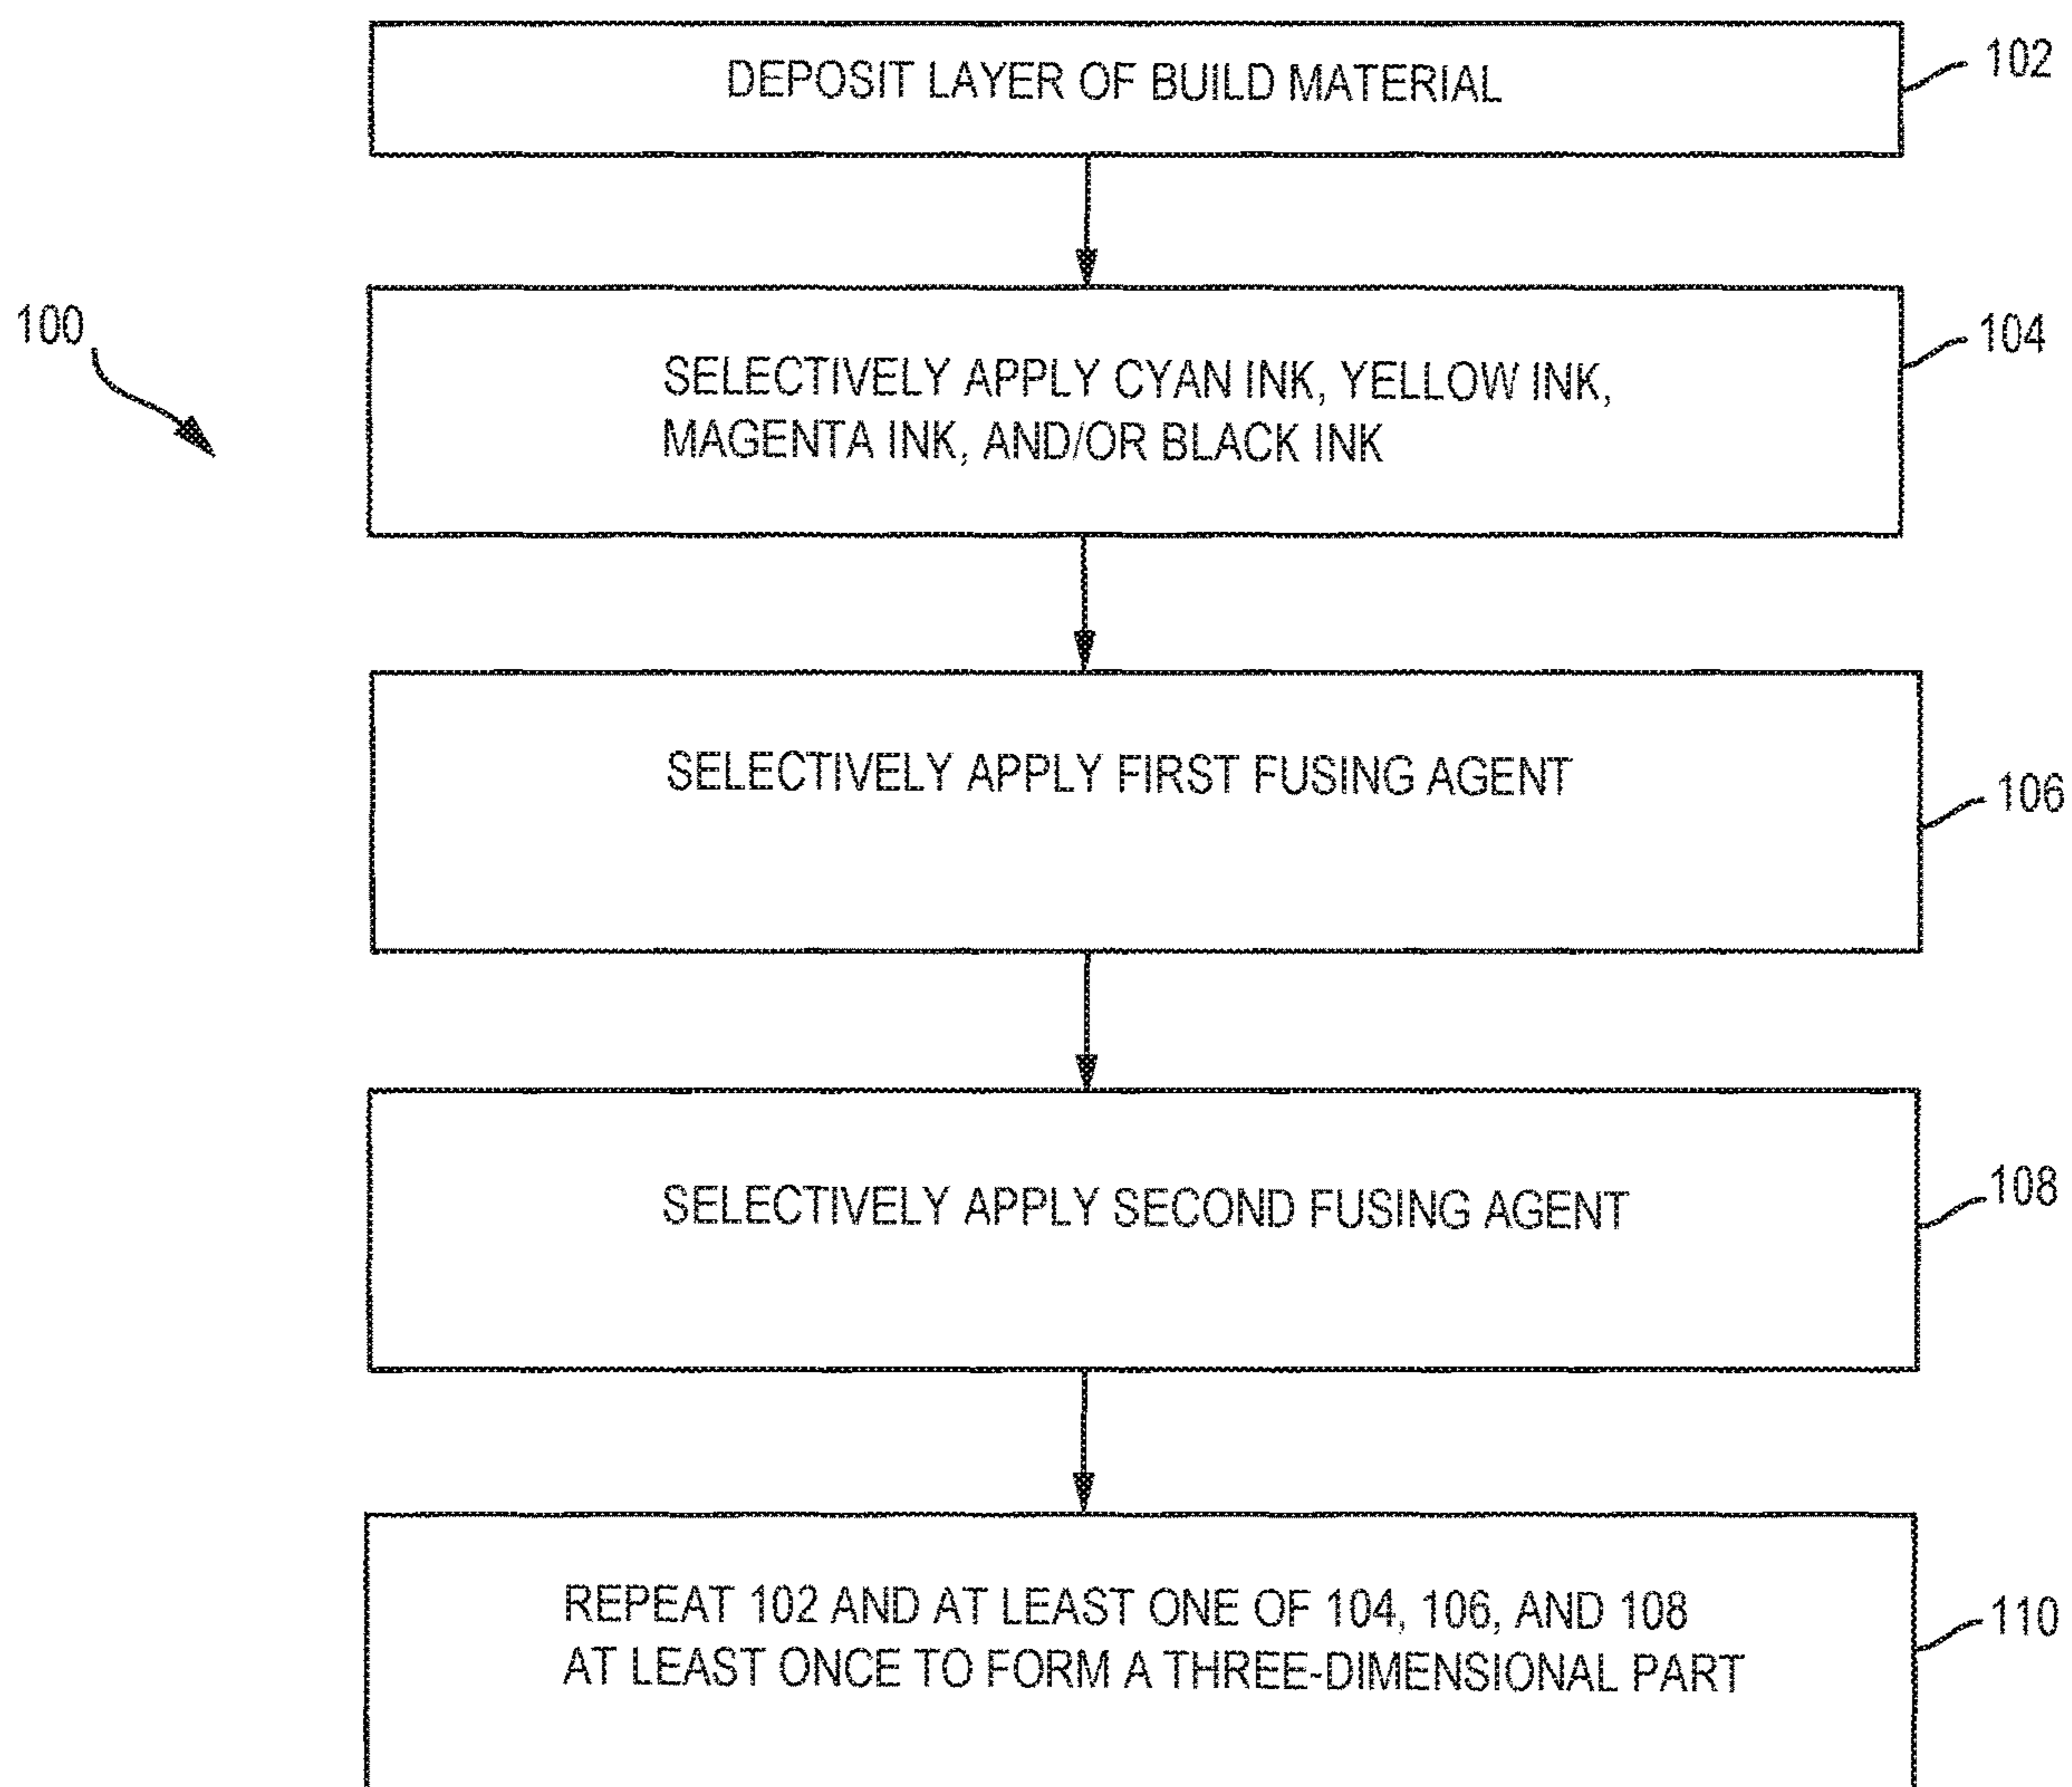 DEPOSIT LAYER OF BUILD MATERIAL
102
100
104
SELECTIVELY APPLY CYAN INK, YELLOW INK,
MAGENTA INK, AND/OR BLACK INK
SELECTIVELY APPLY FIRST FUSING AGENT
106
SELECTIVELY APPLY SECOND FUSING AGENT
108
REPEAT 102 AND AT LEAST ONE OF 104, 106, AND 108
AT LEAST ONCE TO FORM A THREE-DIMENSIONAL PART
110